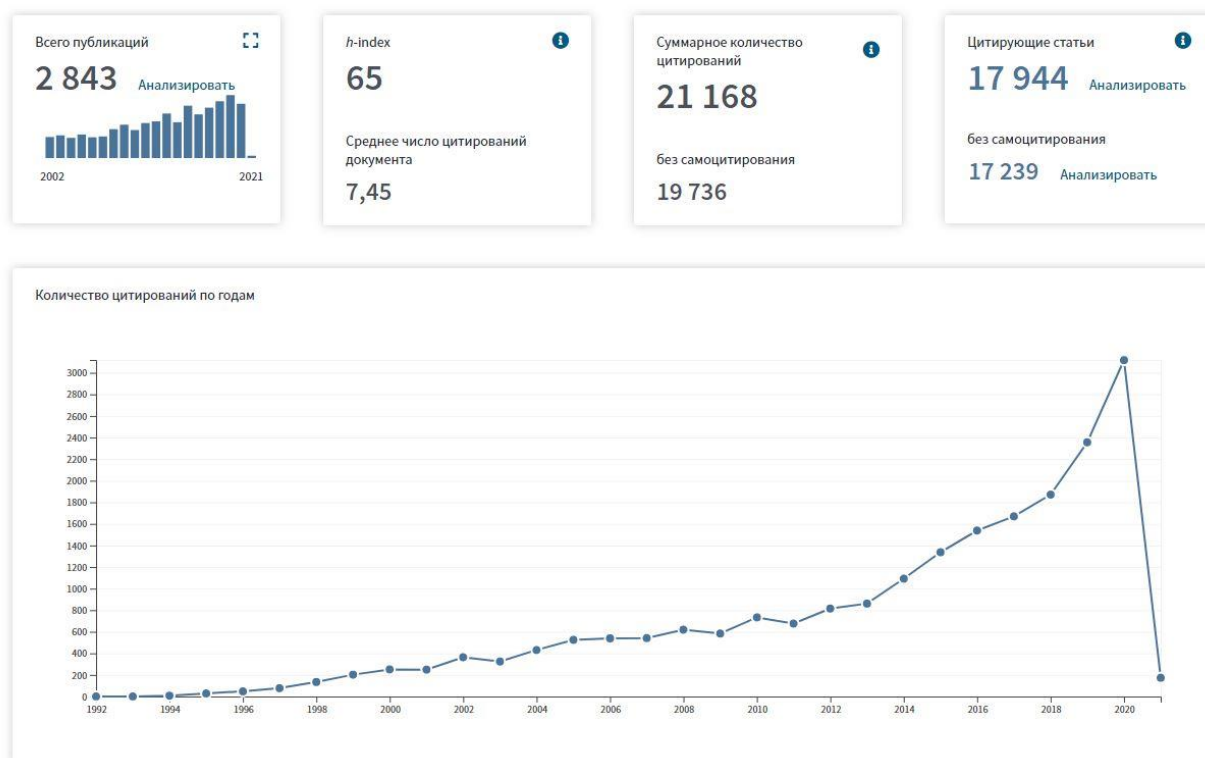 Всего публикаций
2 843 Анализировать
2002 2021
h-index
65
Среднее число цитирований
документа
7,45
Суммарное количество
цитирований
21 168
без самоцитирования
19 736
Цитирующие статьи
17 944 Анализировать
без самоцитирования
17 239 Анализировать
Количество цитирований по годам
3000
2800
2600
2400
2200
2000
1800
1600
1400
1200
1000
800
600
400
200
0
1992 1994 1996 1998 2000 2002 2004 2006 2008 2010 2012 2014 2016 2018 2020